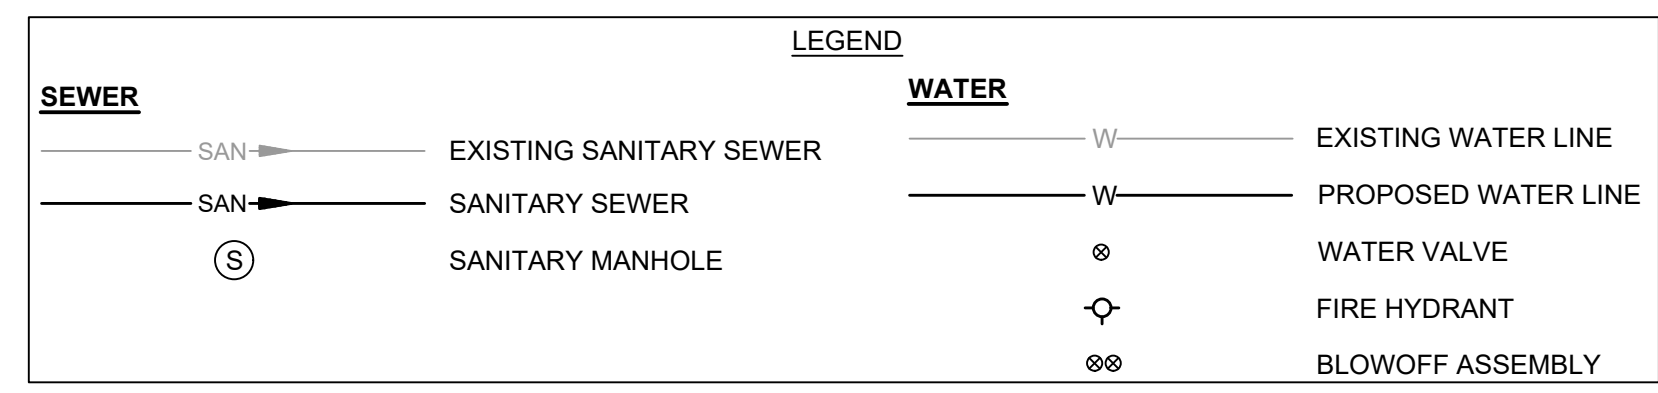 LEGEND
SEWER
SAN EXISTING SANITARY SEWER
SAN SANITARY SEWER
S SANITARY MANHOLE
WATER
W EXISTING WATER LINE
W PROPOSED WATER LINE
WATER VALVE
FIRE HYDRANT
BLOWOFF ASSEMBLY